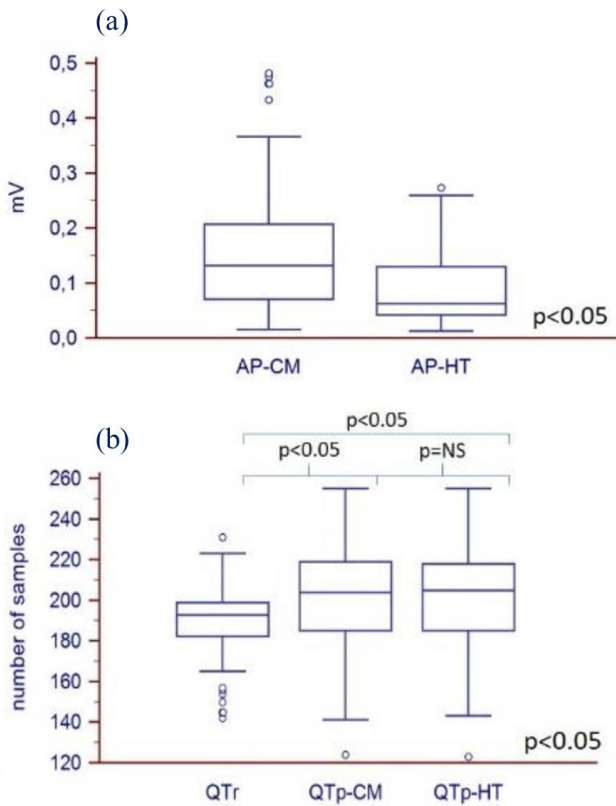 (a)
0,5
0,4
0,3
0,2
0,1
0,0
mV
AP-CM AP-HT
p<0.05
(b)
p<0.05
p<0.05 p=NS
260
240
220
200
180
160
140
120
number of samples
p<0.05
QTr QTp-CM QTp-HT